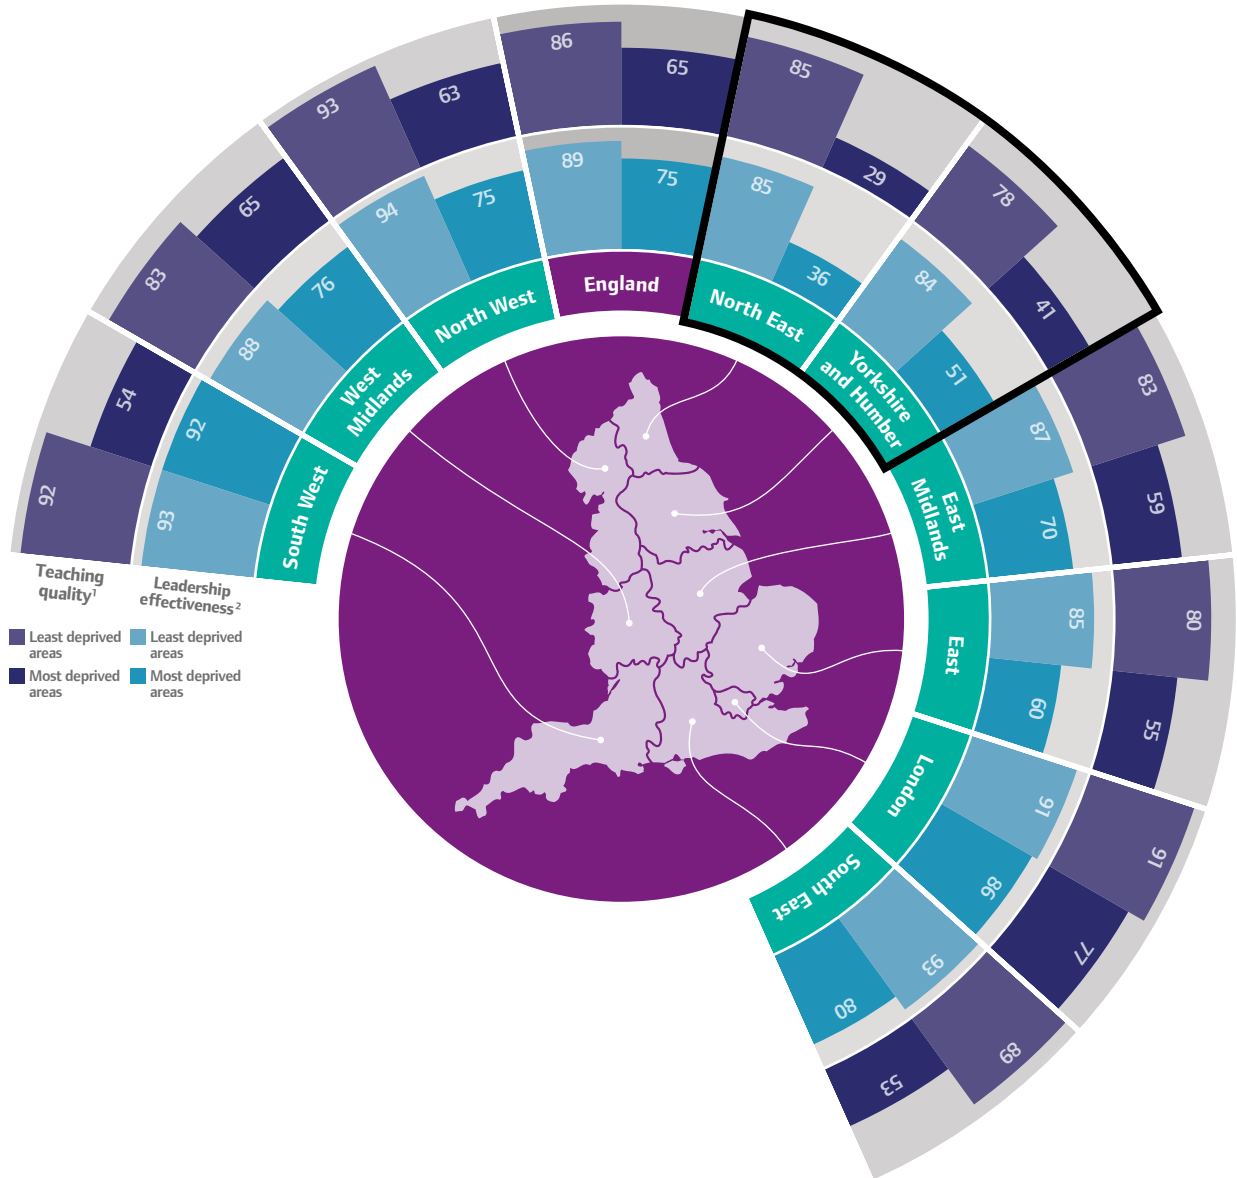 Teaching
quality¹
Leadership
effectiveness²
Least deprived
areas
Least deprived
areas
Most deprived
areas
Most deprived
areas
South West
92
54
93
92
West
Midlands
83
65
88
76
North West
93
63
94
75
England
86
65
89
75
North East
85
29
85
36
Yorkshire
and Humber
78
41
84
51
East
Midlands
83
59
87
70
East
80
55
85
60
London
91
77
91
86
South East
89
53
93
80